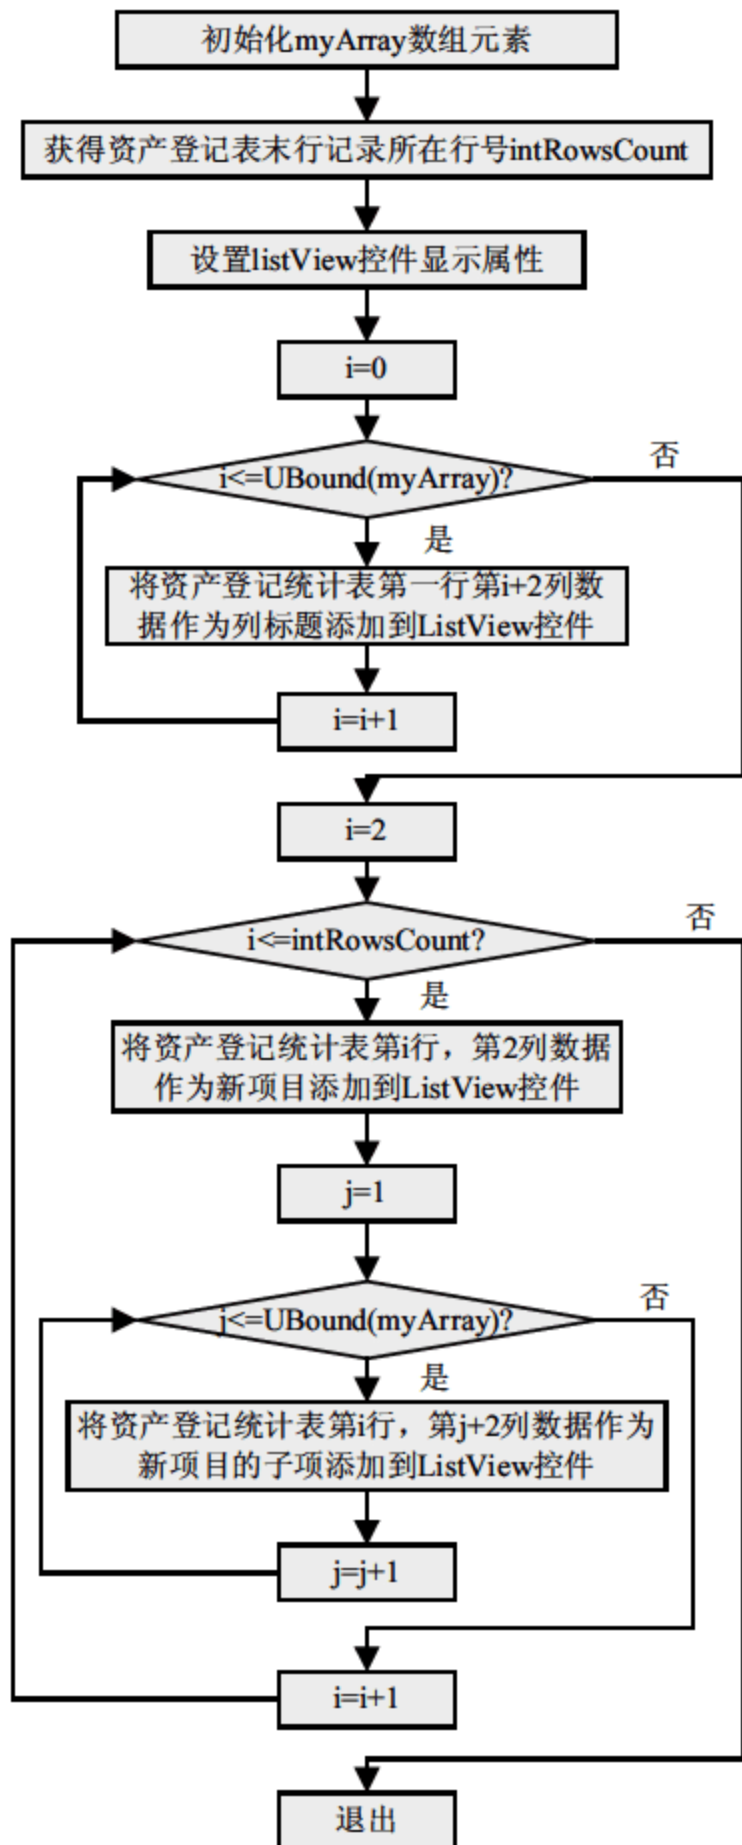 初始化myArray数组元素
获得资产登记表末行记录所在行号intRowsCount
设置listView控件显示属性
i=0
i<=UBound(myArray)?
否
是
将资产登记统计表第一行第i+2列数
据作为列标题添加到ListView控件
i=i+1
i=2
i<=intRowsCount?
否
是
将资产登记统计表第i行，第2列数据
作为新项目添加到ListView控件
j=1
j<=UBound(myArray)?
否
是
将资产登记统计表第i行，第j+2列数据作为
新项目的子项添加到ListView控件
j=j+1
i=i+1
退出